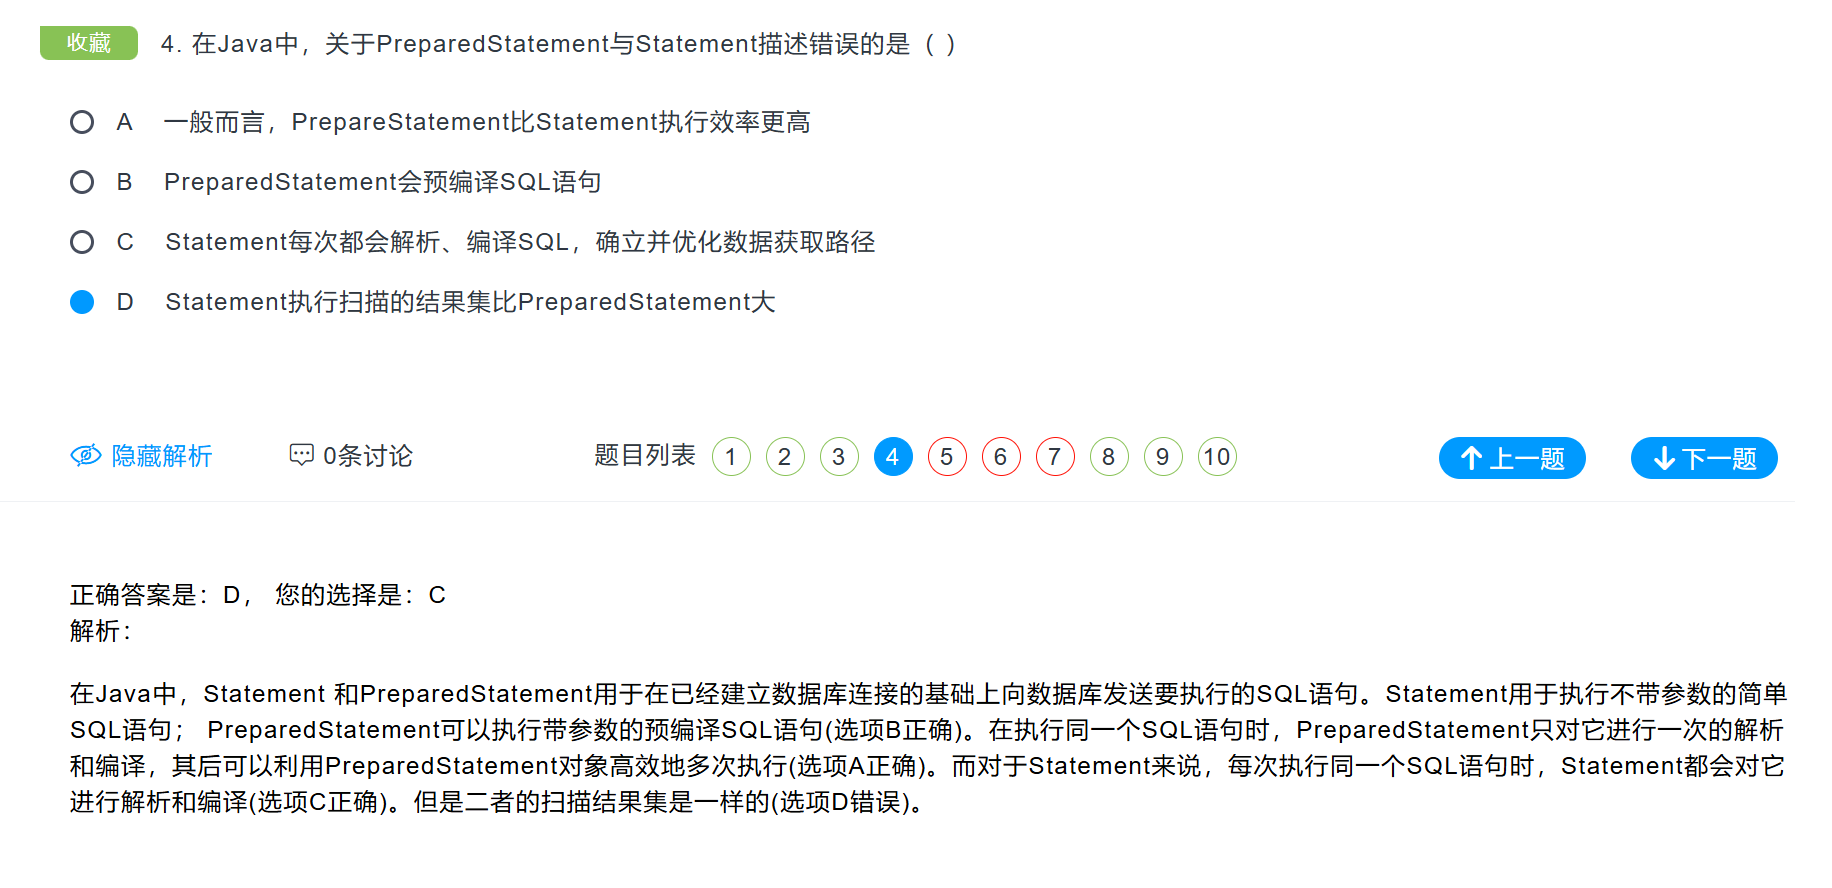 收藏 4. 在Java中，关于PreparedStatement与Statement描述错误的是（ ）
A 一般而言，PrepareStatement比Statement执行效率更高
B PreparedStatement会预编译SQL语句
C Statement每次都会解析、编译SQL，确立并优化数据获取路径
D Statement执行扫描的结果集比PreparedStatement大
隐藏解析 0条讨论 题目列表 1 2 3 4 5 6 7 8 9 10 上一题 下一题
正确答案是：D， 您的选择是：C
解析：
在Java中，Statement 和PreparedStatement用于在已经建立数据库连接的基础上向数据库发送要执行的SQL语句。Statement用于执行不带参数的简单
SQL语句； PreparedStatement可以执行带参数的预编译SQL语句(选项B正确)。在执行同一个SQL语句时，PreparedStatement只对它进行一次的解析
和编译，其后可以利用PreparedStatement对象高效地多次执行(选项A正确)。而对于Statement来说，每次执行同一个SQL语句时，Statement都会对它
进行解析和编译(选项C正确)。但是二者的扫描结果集是一样的(选项D错误)。